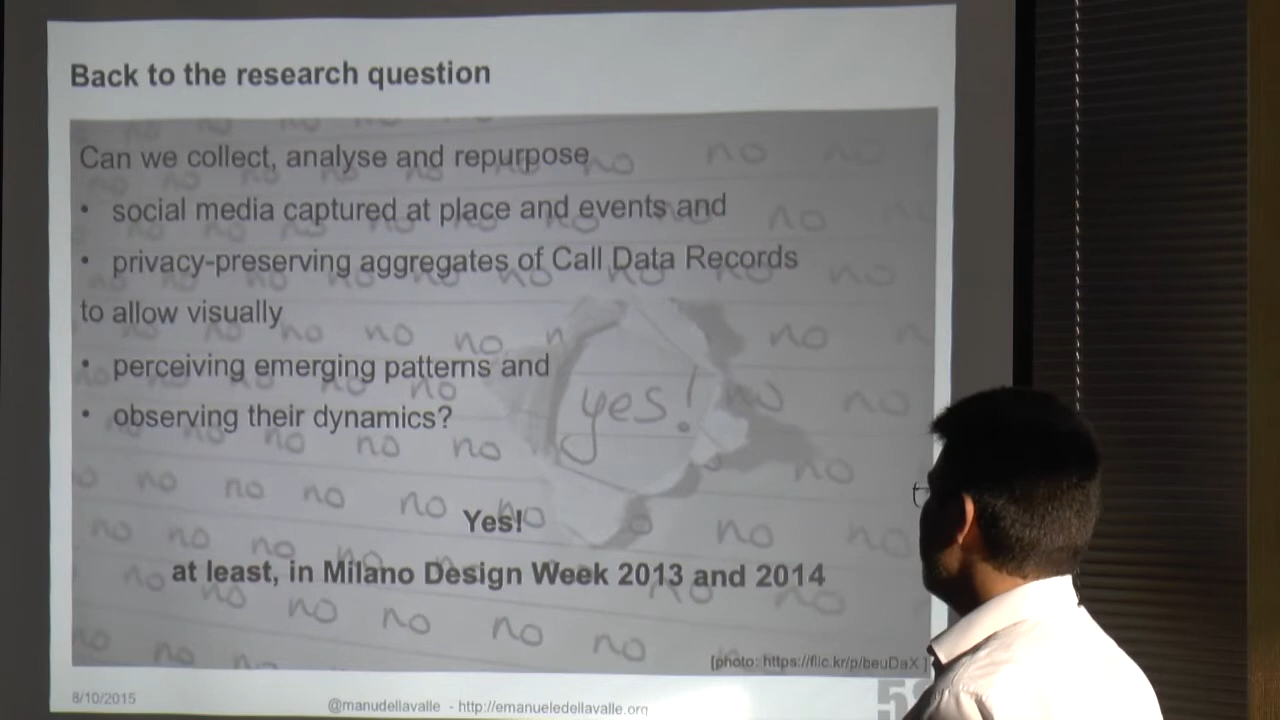 Back to the research question
Can we collect, analyse and repurpose
• social media captured at place and events and
• privacy-preserving aggregates of Call Data Records
to allow visually
• perceiving emerging patterns and
• observing their dynamics?
yes!
Yes!
at least, in Milano Design Week 2013 and 2014
[photo: https://flic.kr/p/beuDaX ]
8/10/2015
@manudellavalle - http://emanueledellavalle.org